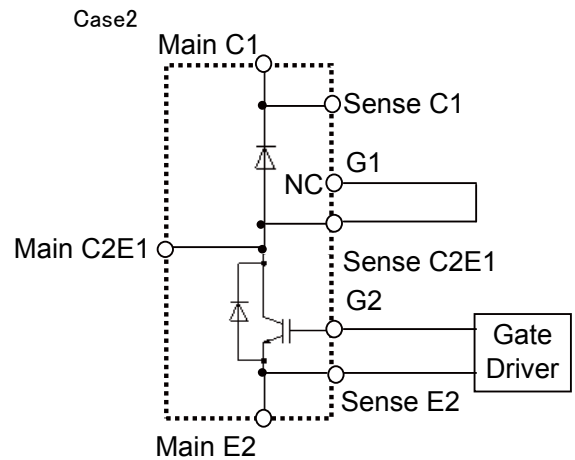 Case2
Main C1
Sense C1
G1
NC
Main C2E1
Sense C2E1
G2
Gate
Driver
Sense E2
Main E2